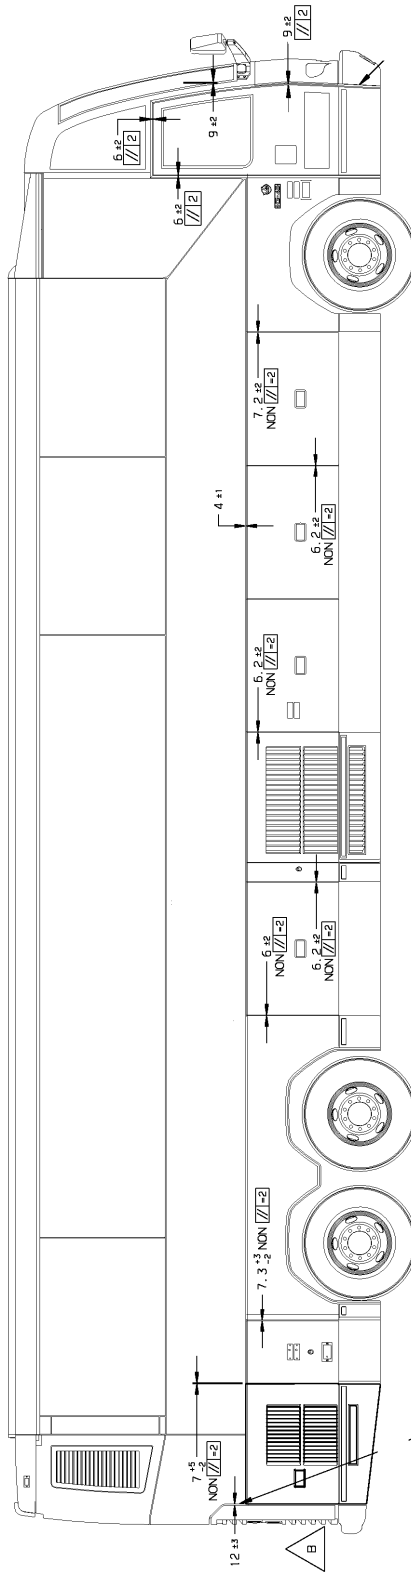 9 ±2
// 2
6 ±2
// 2
9 ±2
6 ±2
// 2
7.2 ±2
NON // =2
4 ±1
6.2 ±2
NON // =2
6.2 ±2
NON // =2
6 ±2
NON // =2
6.2 ±2
NON // =2
7.3 +3 -2 NON // =2
7 +5 -2
NON // =2
12 ±3
B